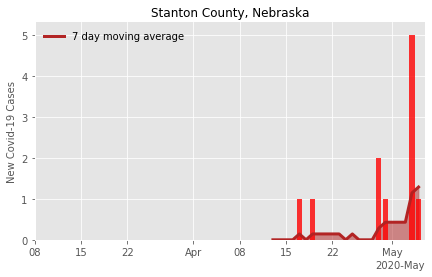 Stanton County, Nebraska
7 day moving average
New Covid-19 Cases
5
4
3
2
1
0
08 15 22 Apr 08 15 22 May
2020-May